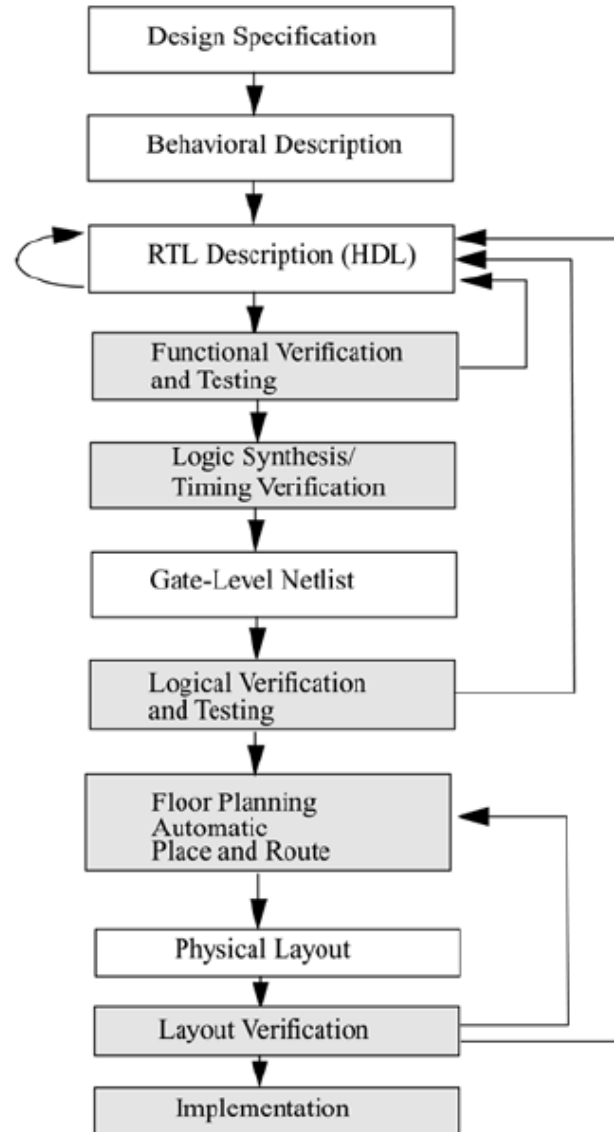 Design Specification
Behavioral Description
RTL Description (HDL)
Functional Verification
and Testing
Logic Synthesis/
Timing Verification
Gate-Level Netlist
Logical Verification
and Testing
Floor Planning
Automatic
Place and Route
Physical Layout
Layout Verification
Implementation